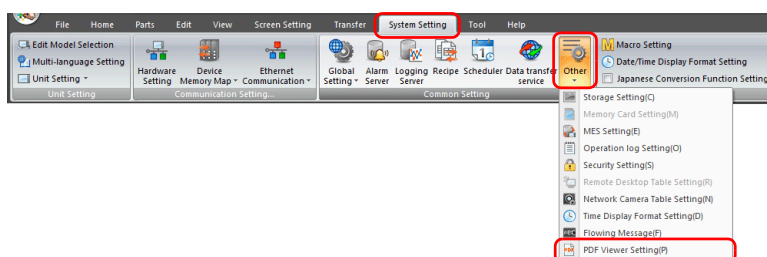 File Home Parts Edit View Screen Setting Transfer System Setting Tool Help
Edit Model Selection
Multi-language Setting
Unit Setting
Unit Setting
Hardware Setting
Device Memory Map
Ethernet Communication
Communication Setting...
Global Setting
Alarm Server
Logging Server
Recipe
Scheduler
Data transfer service
Common Setting
Other
Macro Setting
Date/Time Display Format Setting
Japanese Conversion Function Setting
Storage Setting(C)
Memory Card Setting(M)
MES Setting(E)
Operation log Setting(O)
Security Setting(S)
Remote Desktop Table Setting(R)
Network Camera Table Setting(N)
Time Display Format Setting(D)
ABC Flowing Message(F)
PDF Viewer Setting(P)